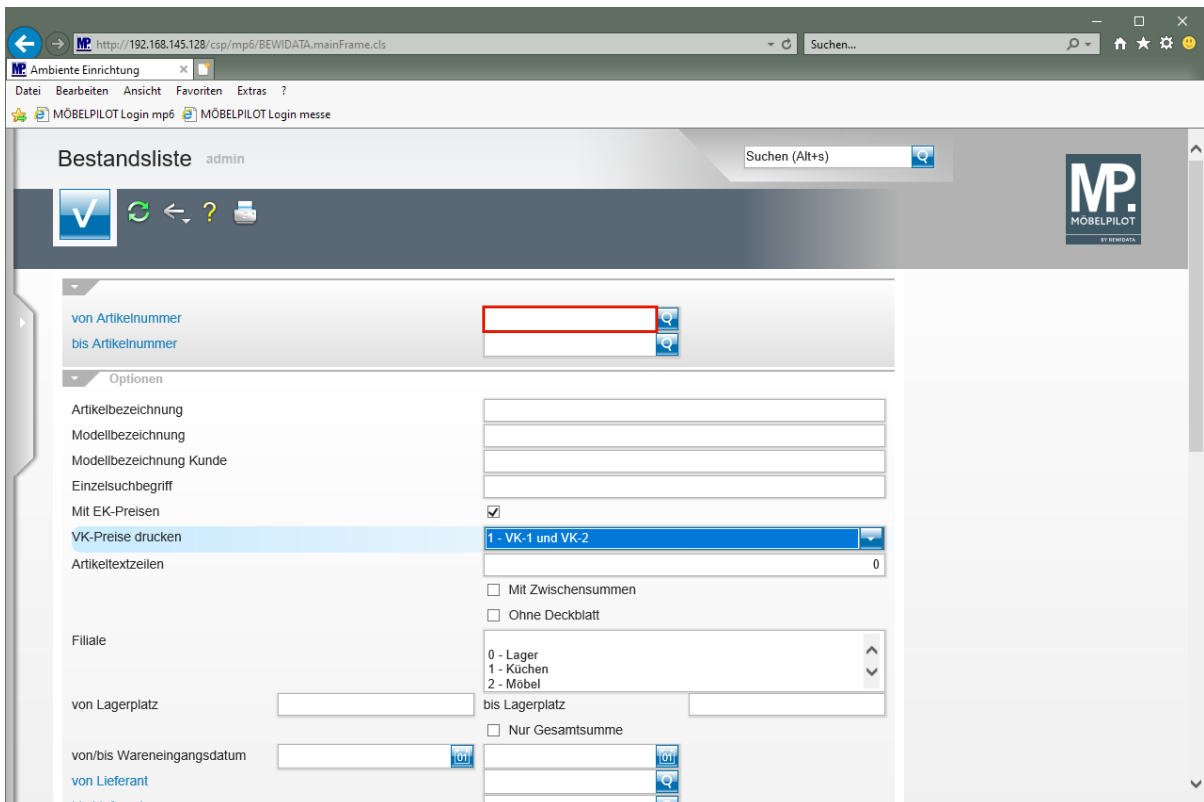 http://192.168.145.128/csp/mp6/BEWIDATA.mainFrame.cls
Suchen...
MP. Ambiente Einrichtung
Datei Bearbeiten Ansicht Favoriten Extras ?
MÖBELPILOT Login mp6 MÖBELPILOT Login messe
Bestandsliste admin
Suchen (Alt+s)
MP.
MÖBELPILOT
BY BEWIDATA
von Artikelnummer
bis Artikelnummer
Optionen
Artikelbezeichnung
Modellbezeichnung
Modellbezeichnung Kunde
Einzelsuchbegriff
Mit EK-Preisen
VK-Preise drucken 1 - VK-1 und VK-2
Artikeltextzeilen 0
Mit Zwischensummen
Ohne Deckblatt
Filiale
0 - Lager
1 - Küchen
2 - Möbel
von Lagerplatz bis Lagerplatz
Nur Gesamtsumme
von/bis Wareneingangsdatum 01 01
von Lieferant